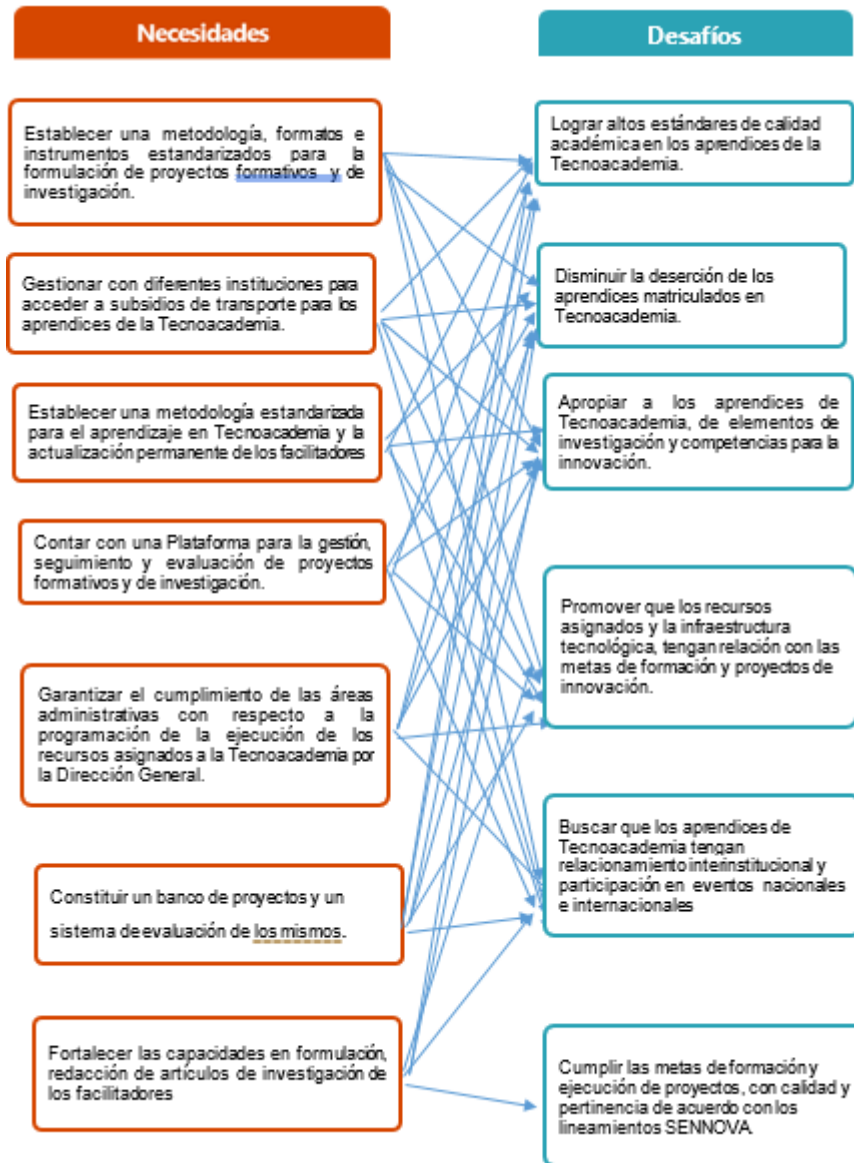 Necesidades
Establecer una metodología, formatos e
instrumentos estandarizados para la
formulación de proyectos formativos y de
investigación.
Gestionar con diferentes instituciones para
acceder a subsidios de transporte para los
aprendices de la Tecnoacademia.
Establecer una metodología estandarizada
para el aprendizaje en Tecnoacademia y la
actualización permanente de los facilitadores
Contar con una Plataforma para la gestión,
seguimiento y evaluación de proyectos
formativos y de investigación.
Garantizar el cumplimiento de las áreas
administrativas con respecto a la
programación de la ejecución de los
recursos asignados a la Tecnoacademia por
la Dirección General.
Constituir un banco de proyectos y un
sistema de evaluación de los mismos.
Fortalecer las capacidades en formulación,
redacción de artículos de investigación de
los facilitadores
Desafíos
Lograr altos estándares de calidad
académica en los aprendices de la
Tecnoacademia.
Disminuir la deserción de los
aprendices matriculados en
Tecnoacademia.
Apropiar a los aprendices de
Tecnoacademia, de elementos de
investigación y competencias para la
innovación.
Promover que los recursos
asignados y la infraestructura
tecnológica, tengan relación con las
metas de formación y proyectos de
innovación.
Buscar que los aprendices de
Tecnoacademia tengan
relacionamiento interinstitucional y
participación en eventos nacionales
e internacionales
Cumplir las metas de formación y
ejecución de proyectos, con calidad y
pertinencia de acuerdo con los
lineamientos SENNOVA.